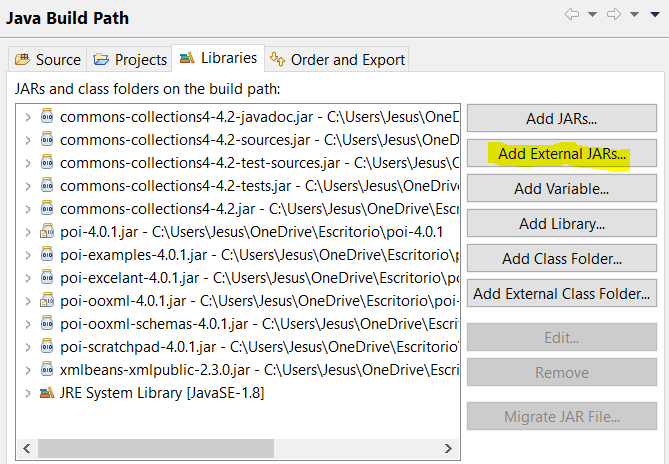 Java Build Path
Source
Projects
Libraries
Order and Export
JARs and class folders on the build path:
commons-collections4-4.2-javadoc.jar - C:\Users\Jesus\OneD
commons-collections4-4.2-sources.jar - C:\Users\Jesus\OneDri
commons-collections4-4.2-test-sources.jar - C:\Users\Jesus\On
commons-collections4-4.2-tests.jar - C:\Users\Jesus\OneDrive\
commons-collections4-4.2.jar - C:\Users\Jesus\OneDrive\Escrito
poi-4.0.1.jar - C:\Users\Jesus\OneDrive\Escritorio\poi-4.0.1
poi-examples-4.0.1.jar - C:\Users\Jesus\OneDrive\Escritorio\po
poi-excelant-4.0.1.jar - C:\Users\Jesus\OneDrive\Escritorio\po
poi-ooxml-4.0.1.jar - C:\Users\Jesus\OneDrive\Escritorio\poi-
poi-ooxml-schemas-4.0.1.jar - C:\Users\Jesus\OneDrive\Escrito
poi-scratchpad-4.0.1.jar - C:\Users\Jesus\OneDrive\Escritorio\
xmlbeans-xmlpublic-2.3.0.jar - C:\Users\Jesus\OneDrive\Escrito
JRE System Library [JavaSE-1.8]
Add JARs...
Add External JARs...
Add Variable...
Add Library...
Add Class Folder...
Add External Class Folder...
Edit...
Remove
Migrate JAR File...